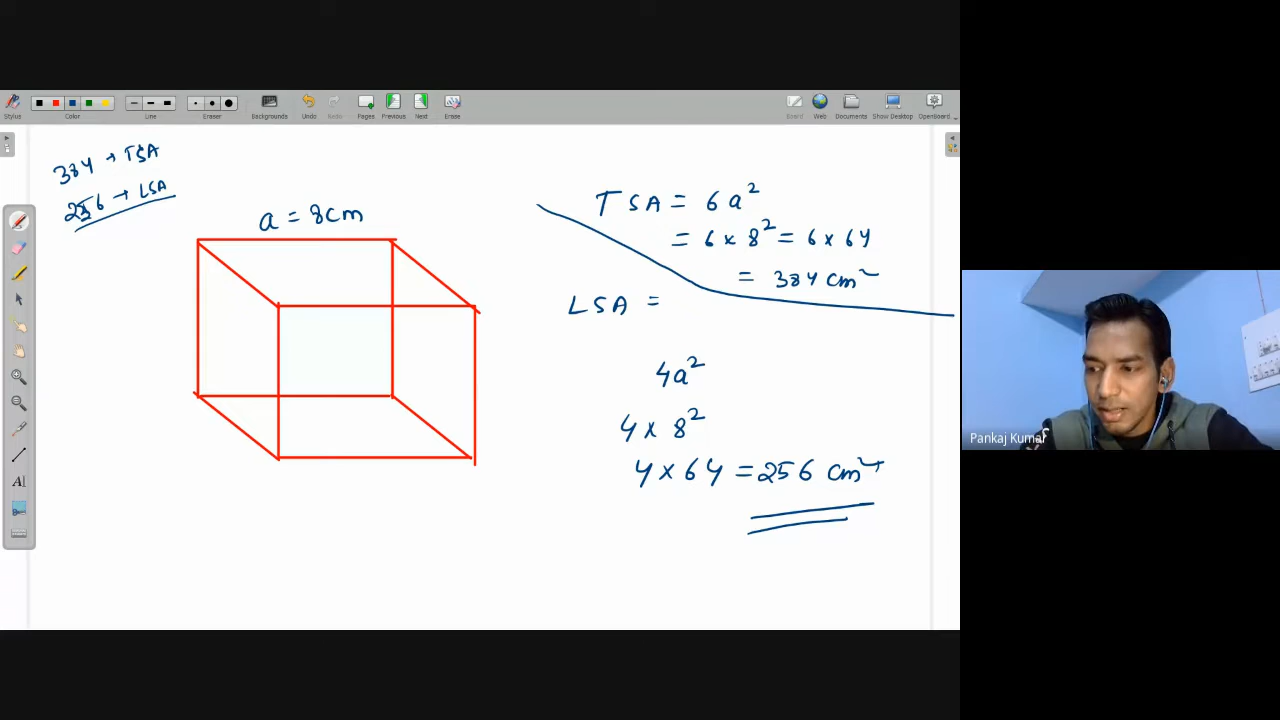 Stylus
Color
Line
Eraser
Backgrounds
Undo
Redo
Pages
Previous
Next
Erase
Board
Web
Documents
Show Desktop
OpenBoard
384 → TSA
256 → LSA
a = 8cm
TSA = 6a²
= 6 × 8² = 6 × 64
= 384 cm²
LSA =
4a²
4 × 8²
4 × 64 = 256 cm²
Pankaj Kumar